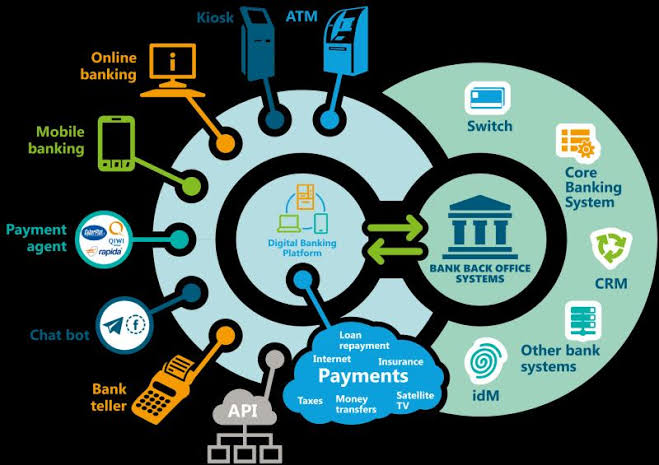 Kiosk
ATM
Online
banking
Mobile
banking
Payment
agent
CyberPlat
QIWI
rapida
Chat bot
Bank
teller
API
Digital Banking
Platform
Loan
repayment
Internet
Insurance
Payments
Taxes
Money
transfers
Satellite
TV
BANK BACK OFFICE
SYSTEMS
Switch
Core
Banking
System
CRM
Other bank
systems
idM